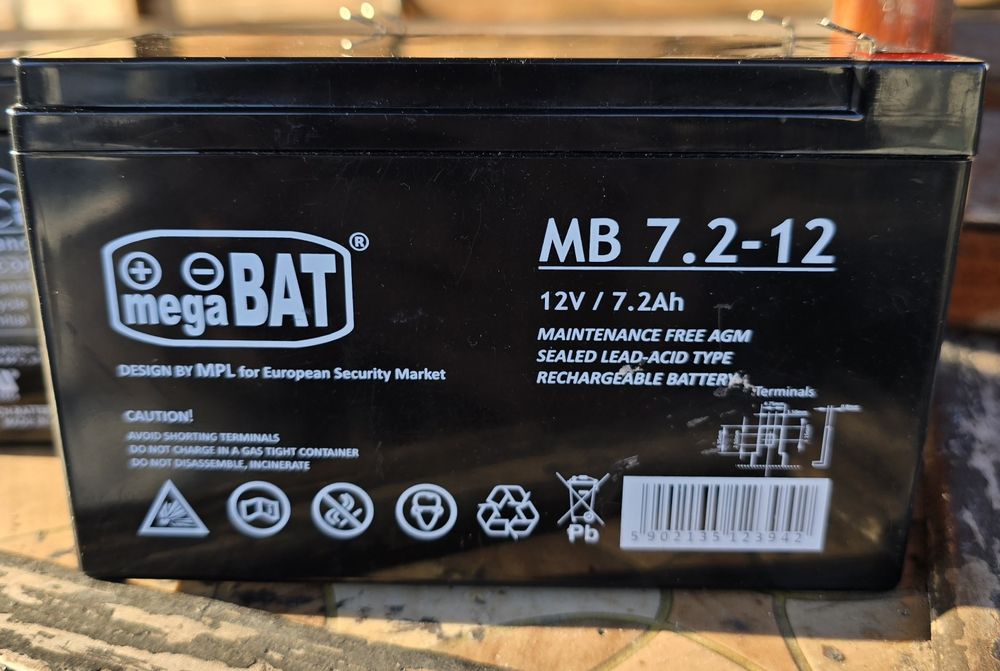 megaBAT®
MB 7.2-12
12V / 7.2Ah
MAINTENANCE FREE AGM
SEALED LEAD-ACID TYPE
RECHARGEABLE BATTERY
DESIGN BY MPL for European Security Market
Terminals
CAUTION!
AVOID SHORTING TERMINALS
DO NOT CHARGE IN A GAS TIGHT CONTAINER
DO NOT DISASSEMBLE, INCINERATE
Pb
5902135123942